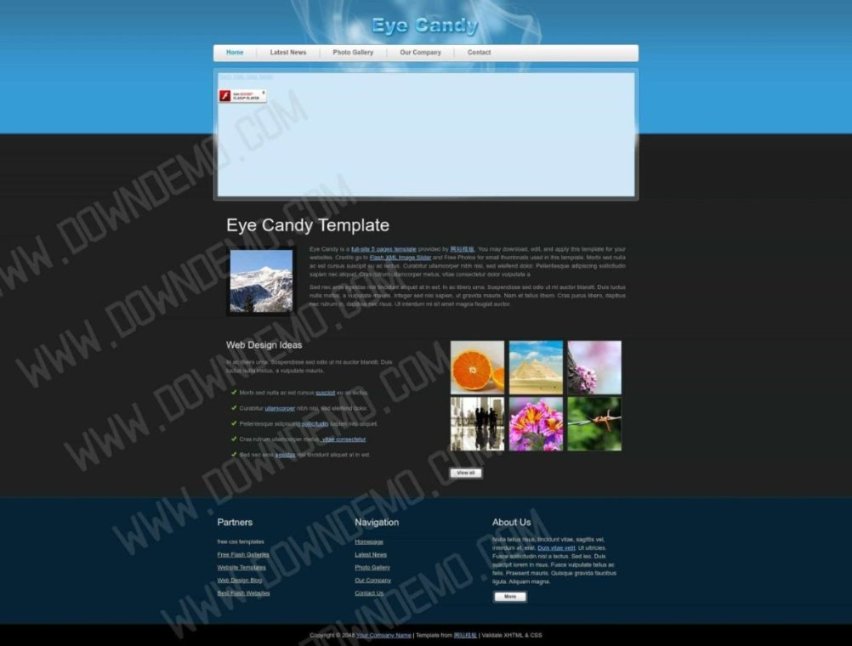 Eye Candy
Home
Latest News
Photo Gallery
Our Company
Contact
Eye Candy Template
Eye Candy is a full-site 5 pages template provided by 网站模板. You may download, edit, and apply this template for your
websites. Credits go to Flash XML Image Slider and Free Photos for small thumbnails used in this template. Morbi sed nulla
ac est cursus suscipit eu ac lectus. Curabitur ullamcorper nibh nisi, sed eleifend dolor. Pellentesque adipiscing sollicitudin
sapien nec aliquet. Cras rutrum ullamcorper metus, vitae consectetur dolor vulputate a.
Sed nec eros egestas nisl tincidunt aliquet at in est. In ac libero urna. Suspendisse sed odio ut mi auctor blandit. Duis luctus
nulla metus, a vulputate mauris. Integer sed nisi sapien, ut gravida mauris. Nam et tellus libero. Cras purus libero, dapibus
nec rutrum in, dapibus nec risus. Ut interdum mi sit amet magna feugiat auctor.
Web Design Ideas
In ac libero urna. Suspendisse sed odio ut mi auctor blandit. Duis
luctus nulla metus, a vulputate mauris.
Morbi sed nulla ac est cursus suscipit eu ac lectus.
Curabitur ullamcorper nibh nisi, sed eleifend dolor.
Pellentesque adipiscing sollicitudin sapien nec aliquet.
Cras rutrum ullamcorper metus, vitae consectetur
Sed nec eros egestas nisl tincidunt aliquet at in est
View all
Partners
free css templates
Free Flash Galleries
Website Templates
Web Design Blog
Best Flash Websites
Navigation
Homepage
Latest News
Photo Gallery
Our Company
Contact Us
About Us
Nulla tellus risus, tincidunt vitae, sagittis vel,
interdum at, erat. Duis vitae velit. Ut ultricies.
Fusce sollicitudin nisi a lectus. Sed leo. Duis
suscipit lorem in risus. Fusce vulputate tellus ac
felis. Praesent mauris. Quisque gravida faucibus
ligula. Aliquam magna.
More
Copyright © 2048 Your Company Name | Template from 网站模板 | Validate XHTML & CSS
WWW.DOWNDEMO.COM
WWW.DOWNDEMO.COM
WWW.DOWNDEMO.COM
WWW.DOWNDEMO.COM